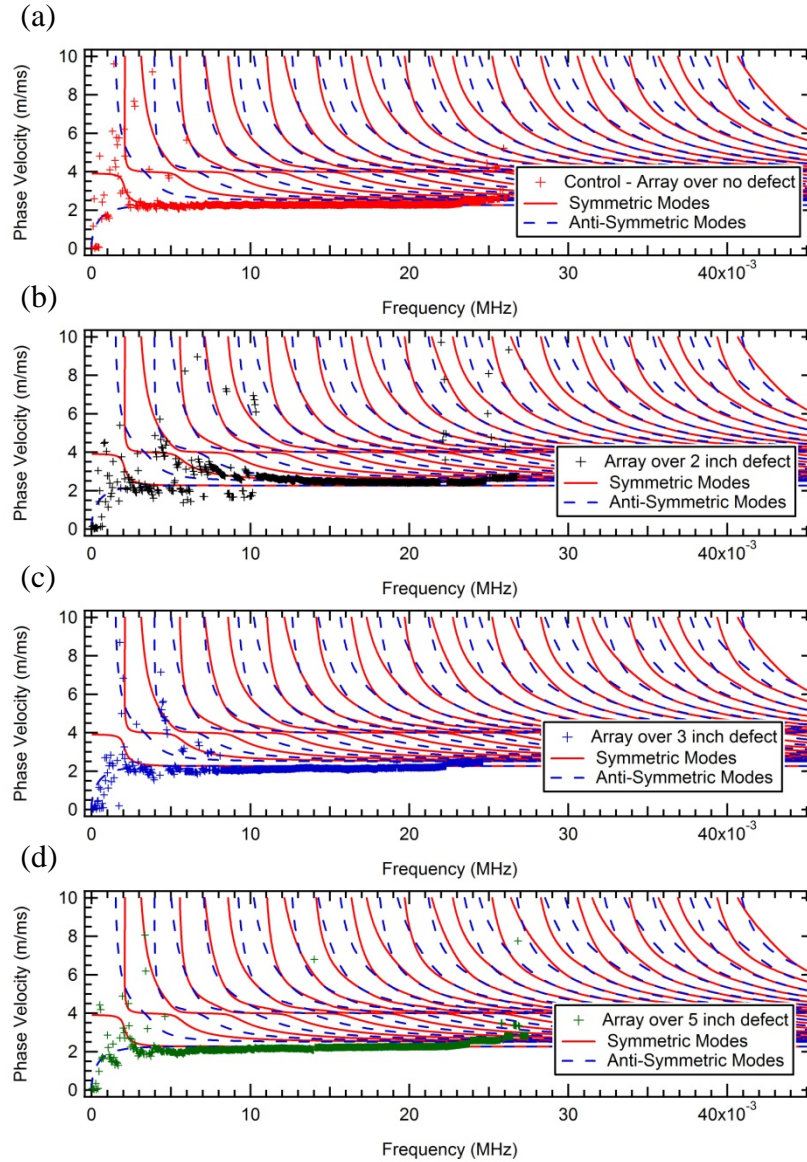 (a)
10
8
6
4
2
0
Phase Velocity (m/ms)
Control - Array over no defect
Symmetric Modes
Anti-Symmetric Modes
0 10 20 30 40x10-3
Frequency (MHz)
(b)
10
8
6
4
2
0
Phase Velocity (m/ms)
Array over 2 inch defect
Symmetric Modes
Anti-Symmetric Modes
0 10 20 30 40x10-3
Frequency (MHz)
(c)
10
8
6
4
2
0
Phase Velocity (m/ms)
Array over 3 inch defect
Symmetric Modes
Anti-Symmetric Modes
0 10 20 30 40x10-3
Frequency (MHz)
(d)
10
8
6
4
2
0
Phase Velocity (m/ms)
Array over 5 inch defect
Symmetric Modes
Anti-Symmetric Modes
0 10 20 30 40x10-3
Frequency (MHz)